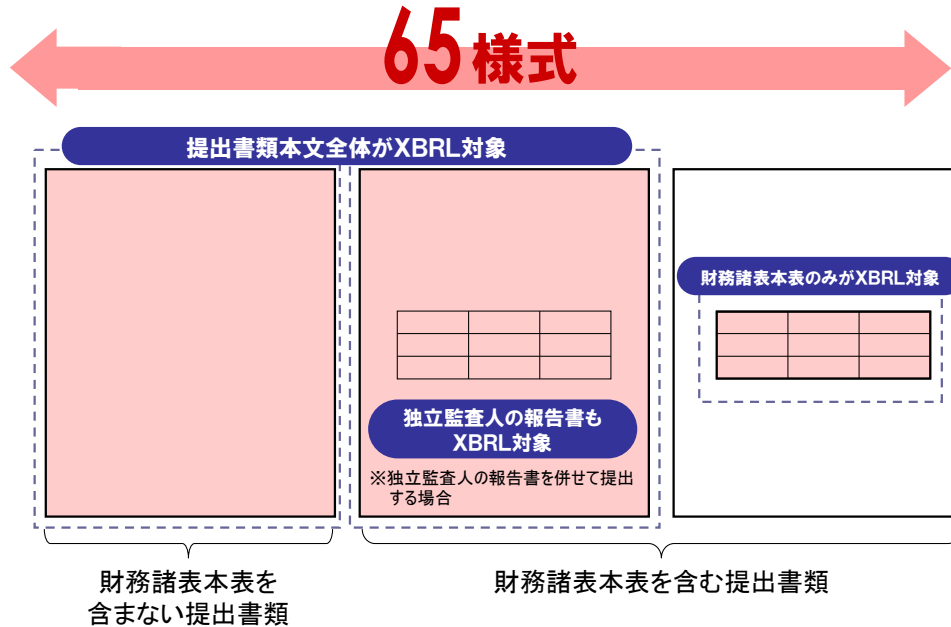 65様式
提出書類本文全体がXBRL対象
財務諸表本表のみがXBRL対象
独立監査人の報告書も
XBRL対象
※独立監査人の報告書を併せて提出
する場合
財務諸表本表を
含まない提出書類
財務諸表本表を含む提出書類